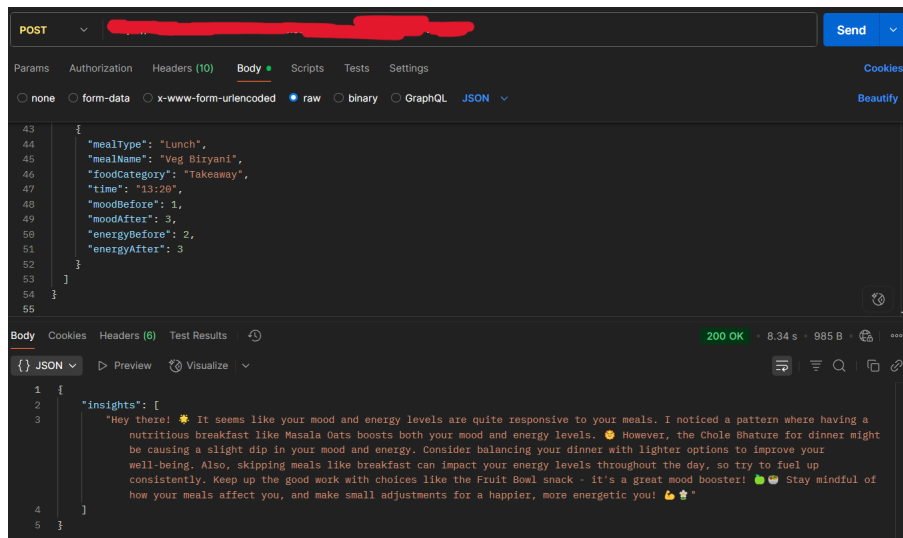 POST
Send
Params Authorization Headers (10) Body Scripts Tests Settings Cookies
none form-data x-www-form-urlencoded raw binary GraphQL JSON Beautify
43 {
44 "mealType": "Lunch",
45 "mealName": "Veg Biryani",
46 "foodCategory": "Takeaway",
47 "time": "13:20",
48 "moodBefore": 1,
49 "moodAfter": 3,
50 "energyBefore": 2,
51 "energyAfter": 3
52 }
53 ]
54 }
55
Body Cookies Headers (6) Test Results 200 OK 8.34 s 985 B
{} JSON Preview Visualize
1 {
2 "insights": [
3 "Hey there! 🌟 It seems like your mood and energy levels are quite responsive to your meals. I noticed a pattern where having a
nutritious breakfast like Masala Oats boosts both your mood and energy levels. 🌞 However, the Chole Bhature for dinner might
be causing a slight dip in your mood and energy. Consider balancing your dinner with lighter options to improve your
well-being. Also, skipping meals like breakfast can impact your energy levels throughout the day, so try to fuel up
consistently. Keep up the good work with choices like the Fruit Bowl snack - it's a great mood booster! 🍏🥗 Stay mindful of
how your meals affect you, and make small adjustments for a happier, more energetic you! 💪🍲"
4 ]
5 }